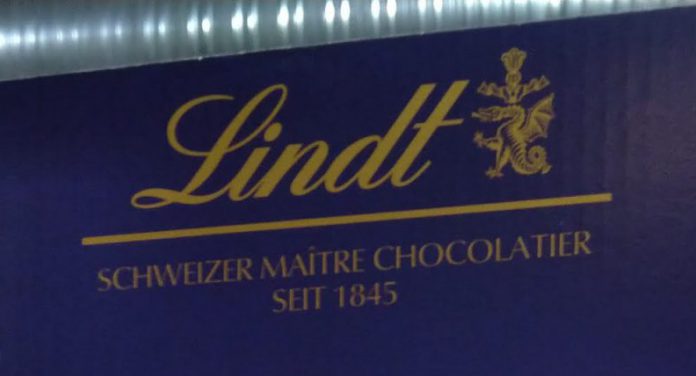 Lindt
SCHWEIZER MAÎTRE CHOCOLATIER
SEIT 1845